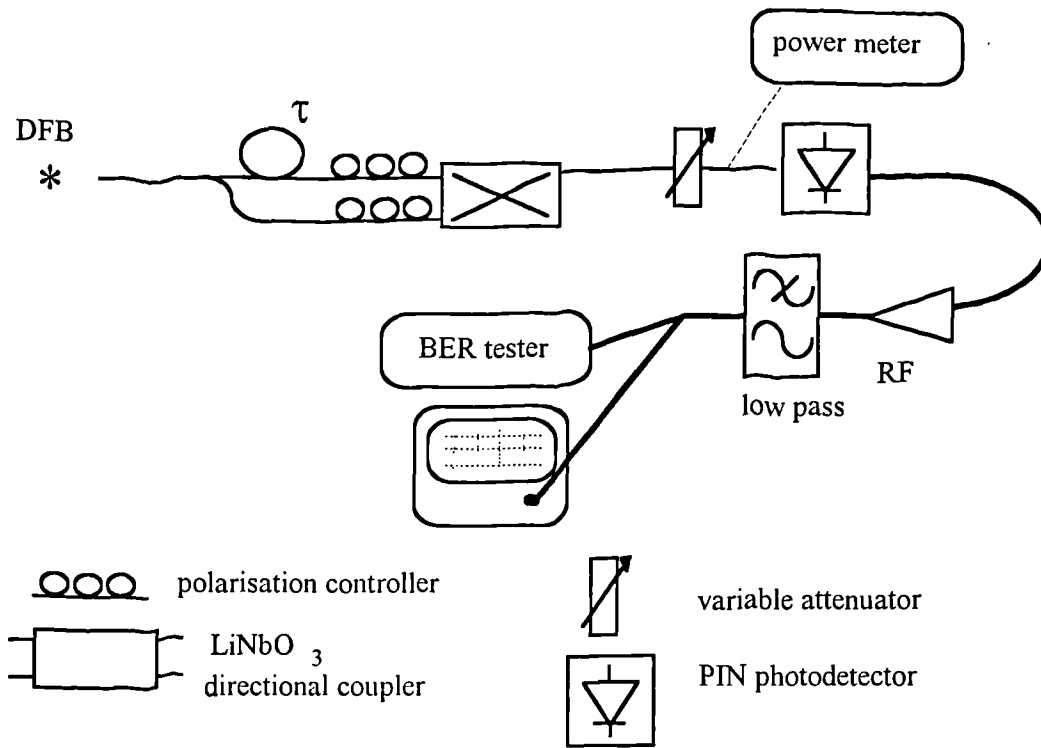 power meter
τ
DFB
*
BER tester
RF
low pass
polarisation controller
variable attenuator
LiNbO
3
directional coupler
PIN photodetector